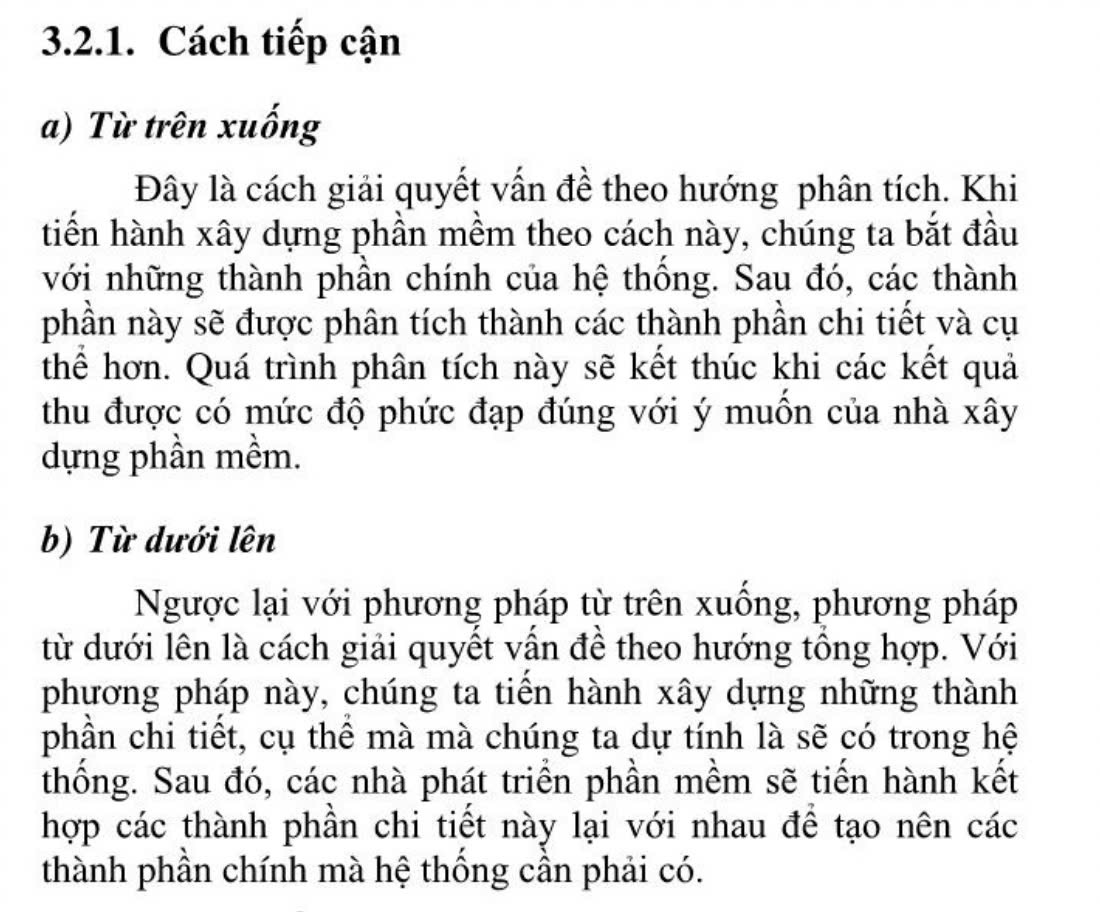 3.2.1. Cách tiếp cận
a) Từ trên xuống
Đây là cách giải quyết vấn đề theo hướng phân tích. Khi
tiến hành xây dựng phần mềm theo cách này, chúng ta bắt đầu
với những thành phần chính của hệ thống. Sau đó, các thành
phần này sẽ được phân tích thành các thành phần chi tiết và cụ
thể hơn. Quá trình phân tích này sẽ kết thúc khi các kết quả
thu được có mức độ phức đạp đúng với ý muốn của nhà xây
dựng phần mềm.
b) Từ dưới lên
Ngược lại với phương pháp từ trên xuống, phương pháp
từ dưới lên là cách giải quyết vấn đề theo hướng tổng hợp. Với
phương pháp này, chúng ta tiến hành xây dựng những thành
phần chi tiết, cụ thể mà mà chúng ta dự tính là sẽ có trong hệ
thống. Sau đó, các nhà phát triển phần mềm sẽ tiến hành kết
hợp các thành phần chi tiết này lại với nhau để tạo nên các
thành phần chính mà hệ thống cần phải có.